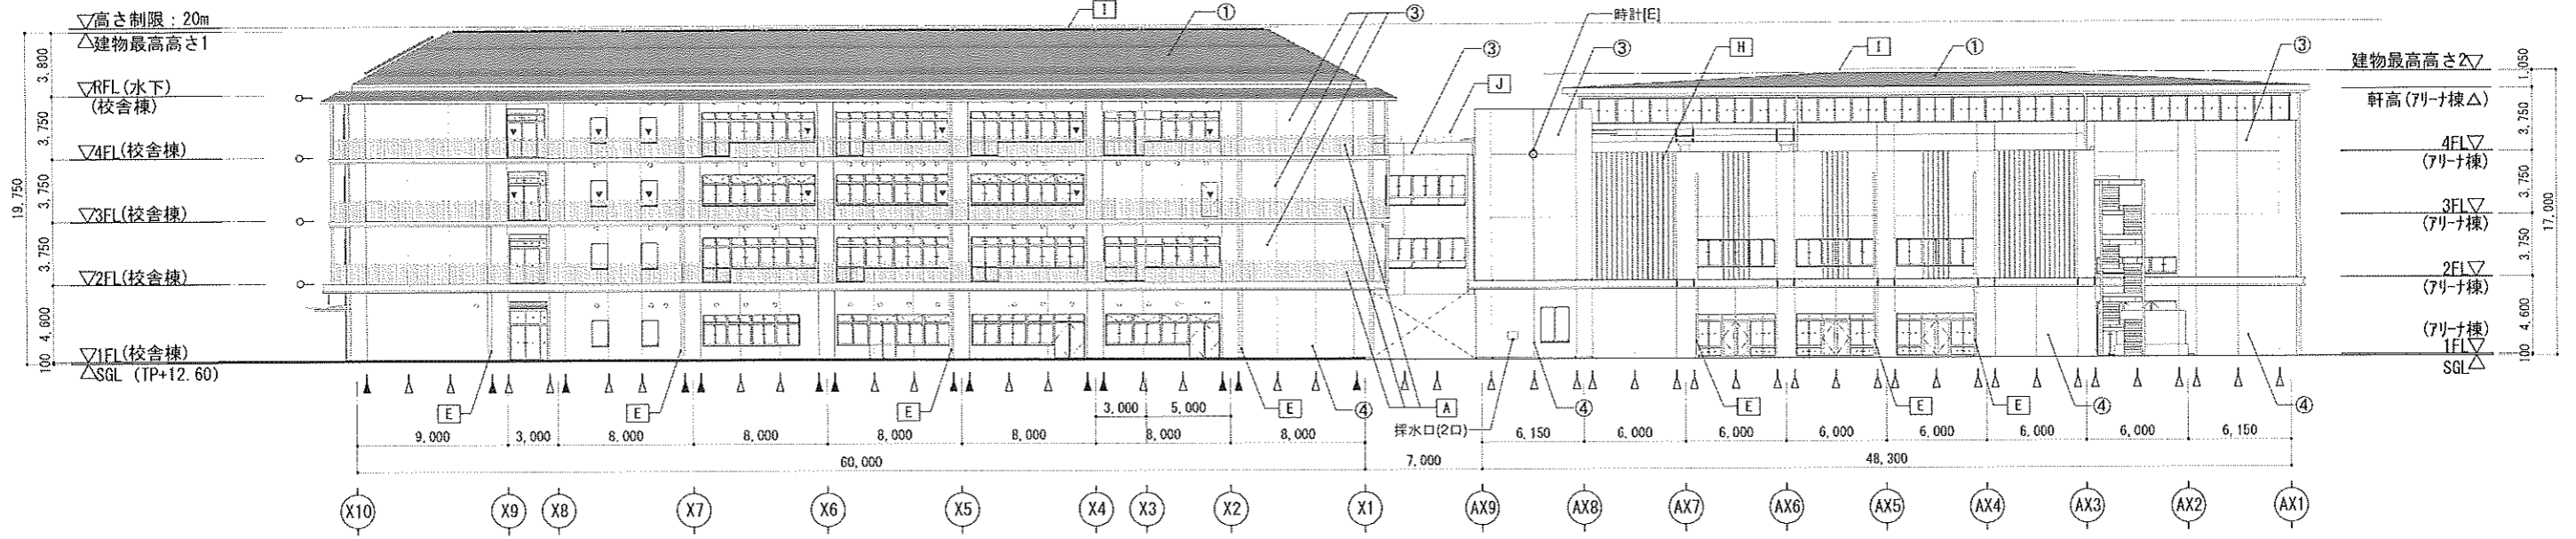 ▽高さ制限：20m
△建物最高高さ1
▽RFL(水下)
(校舎棟)
▽4FL(校舎棟)
▽3FL(校舎棟)
▽2FL(校舎棟)
▽1FL(校舎棟)
△SGL (TP+12.60)
19,750
3,800
3,750
3,750
3,750
4,600
100
I
①
③
③
J
時計[E]
③
H
I
①
③
建物最高高さ2▽
軒高(アリーナ棟△)
4FL▽
(アリーナ棟)
3FL▽
(アリーナ棟)
2FL▽
(アリーナ棟)
(アリーナ棟)
1FL▽
SGL△
1,050
3,750
3,750
3,750
4,600
100
17,000
E
E
E
E
④
A
採水口(2口)
④
E
E
E
④
④
3,000
5,000
9,000
3,000
8,000
8,000
8,000
8,000
8,000
8,000
6,150
6,000
6,000
6,000
6,000
6,000
6,000
6,150
60,000
7,000
48,300
X10
X9
X8
X7
X6
X5
X4
X3
X2
X1
AX9
AX8
AX7
AX6
AX5
AX4
AX3
AX2
AX1